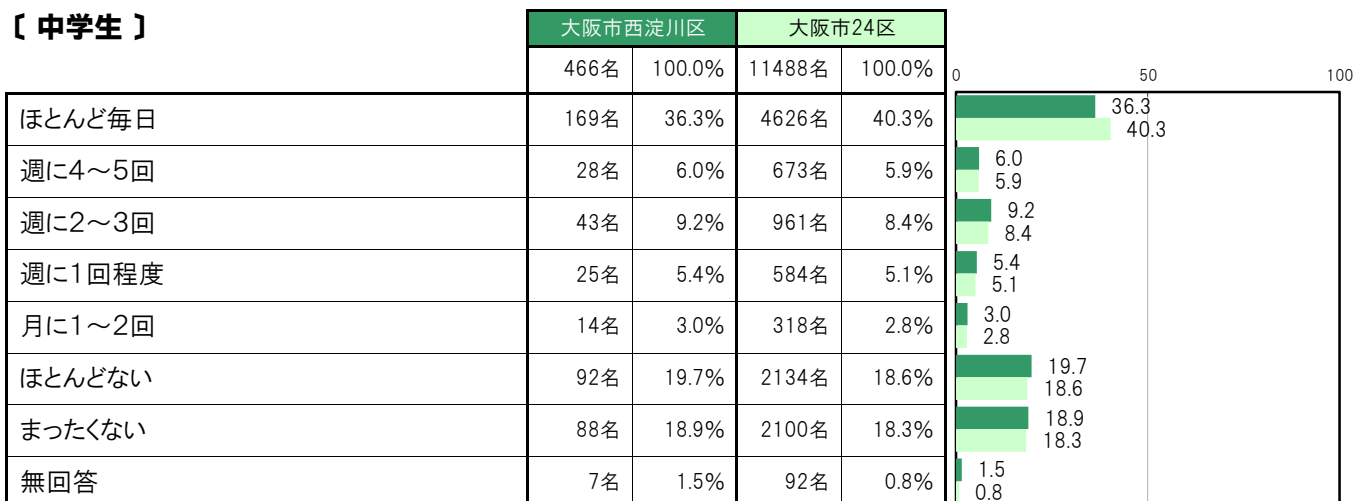 〔 中学生 〕
大阪市西淀川区 大阪市24区
466名 100.0% 11488名 100.0%
0 50 100
ほとんど毎日 169名 36.3% 4626名 40.3%
36.3
40.3
週に4～5回 28名 6.0% 673名 5.9%
6.0
5.9
週に2～3回 43名 9.2% 961名 8.4%
9.2
8.4
週に1回程度 25名 5.4% 584名 5.1%
5.4
5.1
月に1～2回 14名 3.0% 318名 2.8%
3.0
2.8
ほとんどない 92名 19.7% 2134名 18.6%
19.7
18.6
まったくない 88名 18.9% 2100名 18.3%
18.9
18.3
無回答 7名 1.5% 92名 0.8%
1.5
0.8